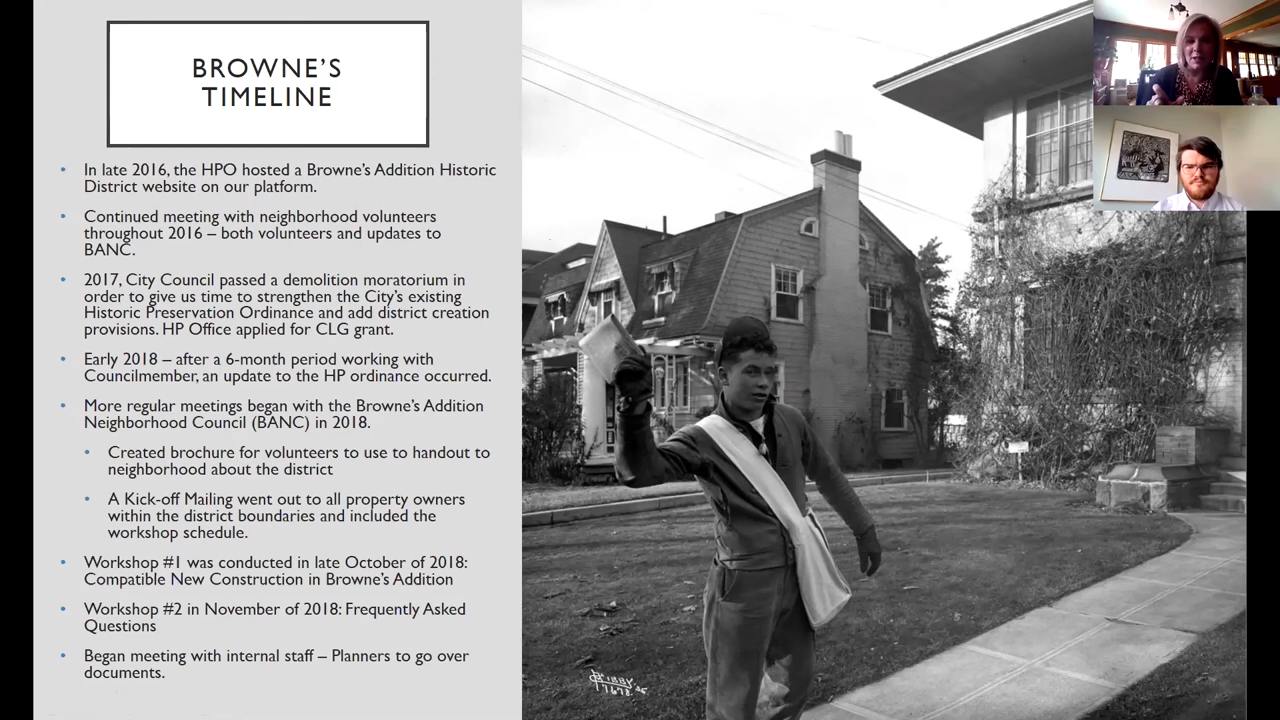 BROWNE'S
TIMELINE
• In late 2016, the HPO hosted a Browne's Addition Historic
District website on our platform.
• Continued meeting with neighborhood volunteers
throughout 2016 – both volunteers and updates to
BANC.
• 2017, City Council passed a demolition moratorium in
order to give us time to strengthen the City's existing
Historic Preservation Ordinance and add district creation
provisions. HP Office applied for CLG grant.
• Early 2018 – after a 6-month period working with
Councilmember, an update to the HP ordinance occurred.
• More regular meetings began with the Browne's Addition
Neighborhood Council (BANC) in 2018.
• Created brochure for volunteers to use to handout to
neighborhood about the district
• A Kick-off Mailing went out to all property owners
within the district boundaries and included the
workshop schedule.
• Workshop #1 was conducted in late October of 2018:
Compatible New Construction in Browne's Addition
• Workshop #2 in November of 2018: Frequently Asked
Questions
• Began meeting with internal staff – Planners to go over
documents.